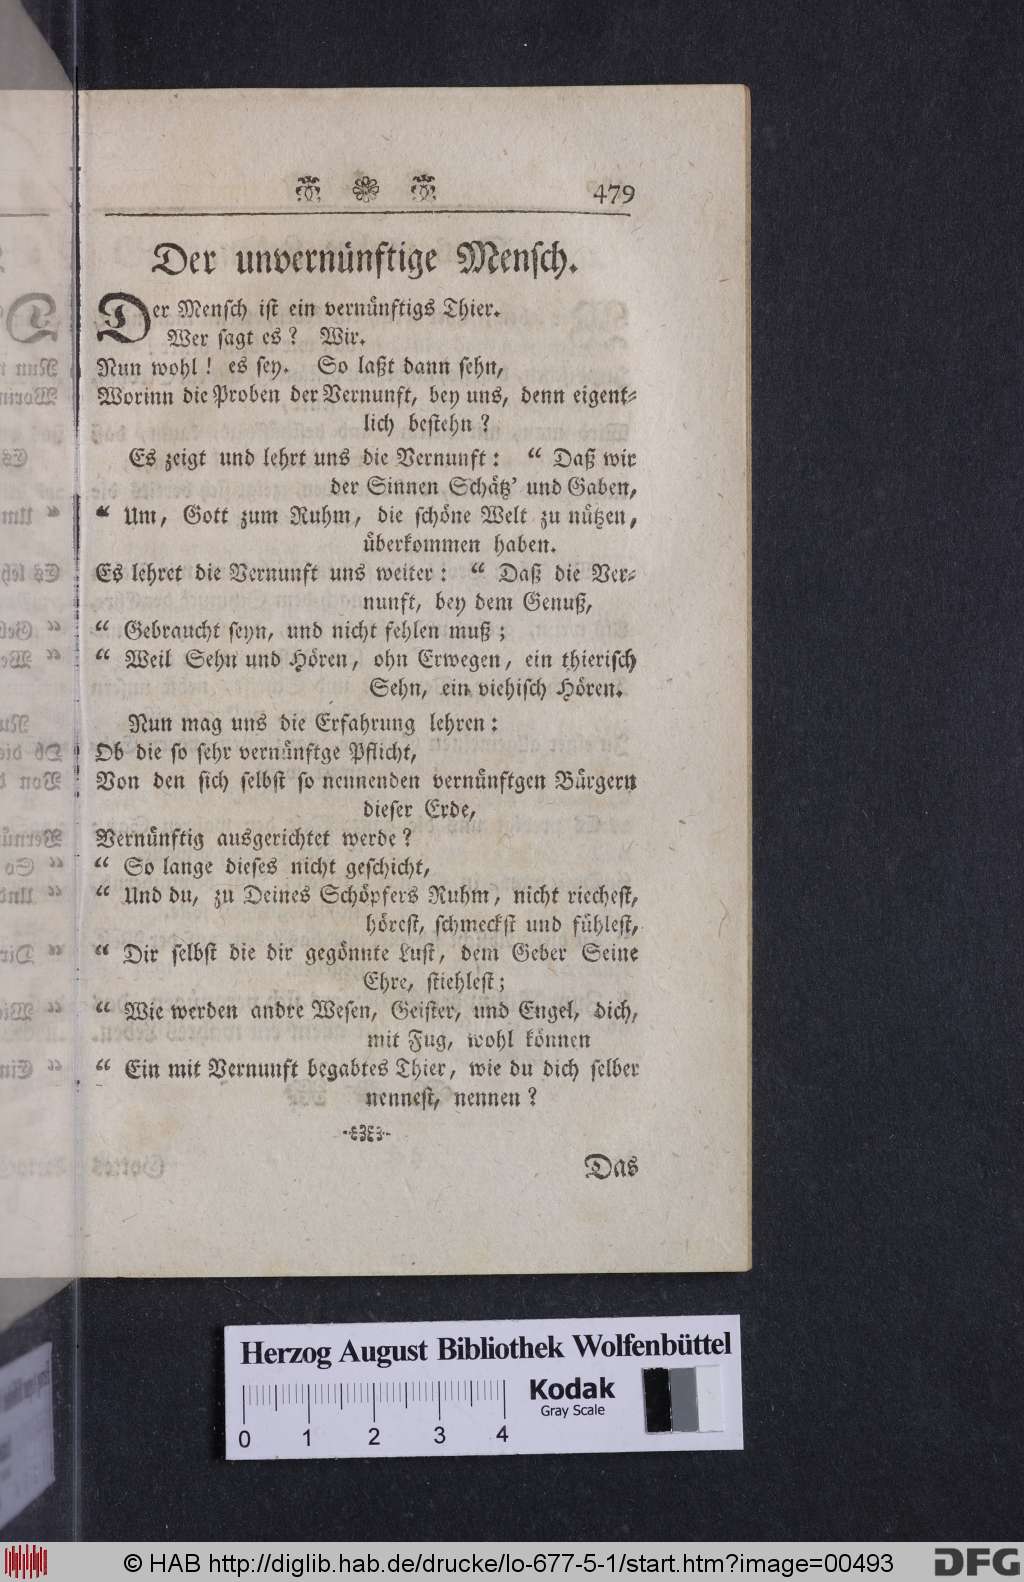 479
Der unvernünftige Mensch.
Der Mensch ist ein vernünftigs Thier.
Wer sagt es? Wir.
Nun wohl! es sey. So laßt dann sehn,
Worinn die Proben der Vernunft, bey uns, denn eigent-
lich bestehn?
Es zeigt und lehrt uns die Vernunft: “ Daß wir
der Sinnen Schätz’ und Gaben,
“ Um, Gott zum Ruhm, die schöne Welt zu nützen,
überkommen haben.
Es lehret die Vernunft uns weiter: “ Daß die Ver-
nunft, bey dem Genuß,
“ Gebraucht seyn, und nicht fehlen muß;
“ Weil Sehn und Hören, ohn Erwegen, ein thierisch
Sehn, ein viehisch Hören.
Nun mag uns die Erfahrung lehren:
Ob die so sehr vernünftge Pflicht,
Von den sich selbst so nennenden vernünftgen Bürgern
dieser Erde,
Vernünftig ausgerichtet werde?
“ So lange dieses nicht geschicht,
“ Und du, zu Deines Schöpfers Ruhm, nicht riechest,
hörest, schmeckst und fühlest,
“ Dir selbst die dir gegönnte Lust, dem Geber Seine
Ehre, stiehlest;
“ Wie werden andre Wesen, Geister, und Engel, dich,
mit Fug, wohl können
“ Ein mit Vernunft begabtes Thier, wie du dich selber
nennest, nennen?
Das
Herzog August Bibliothek Wolfenbüttel
Kodak
Gray Scale
0 1 2 3 4
© HAB http://diglib.hab.de/drucke/lo-677-5-1/start.htm?image=00493
DFG